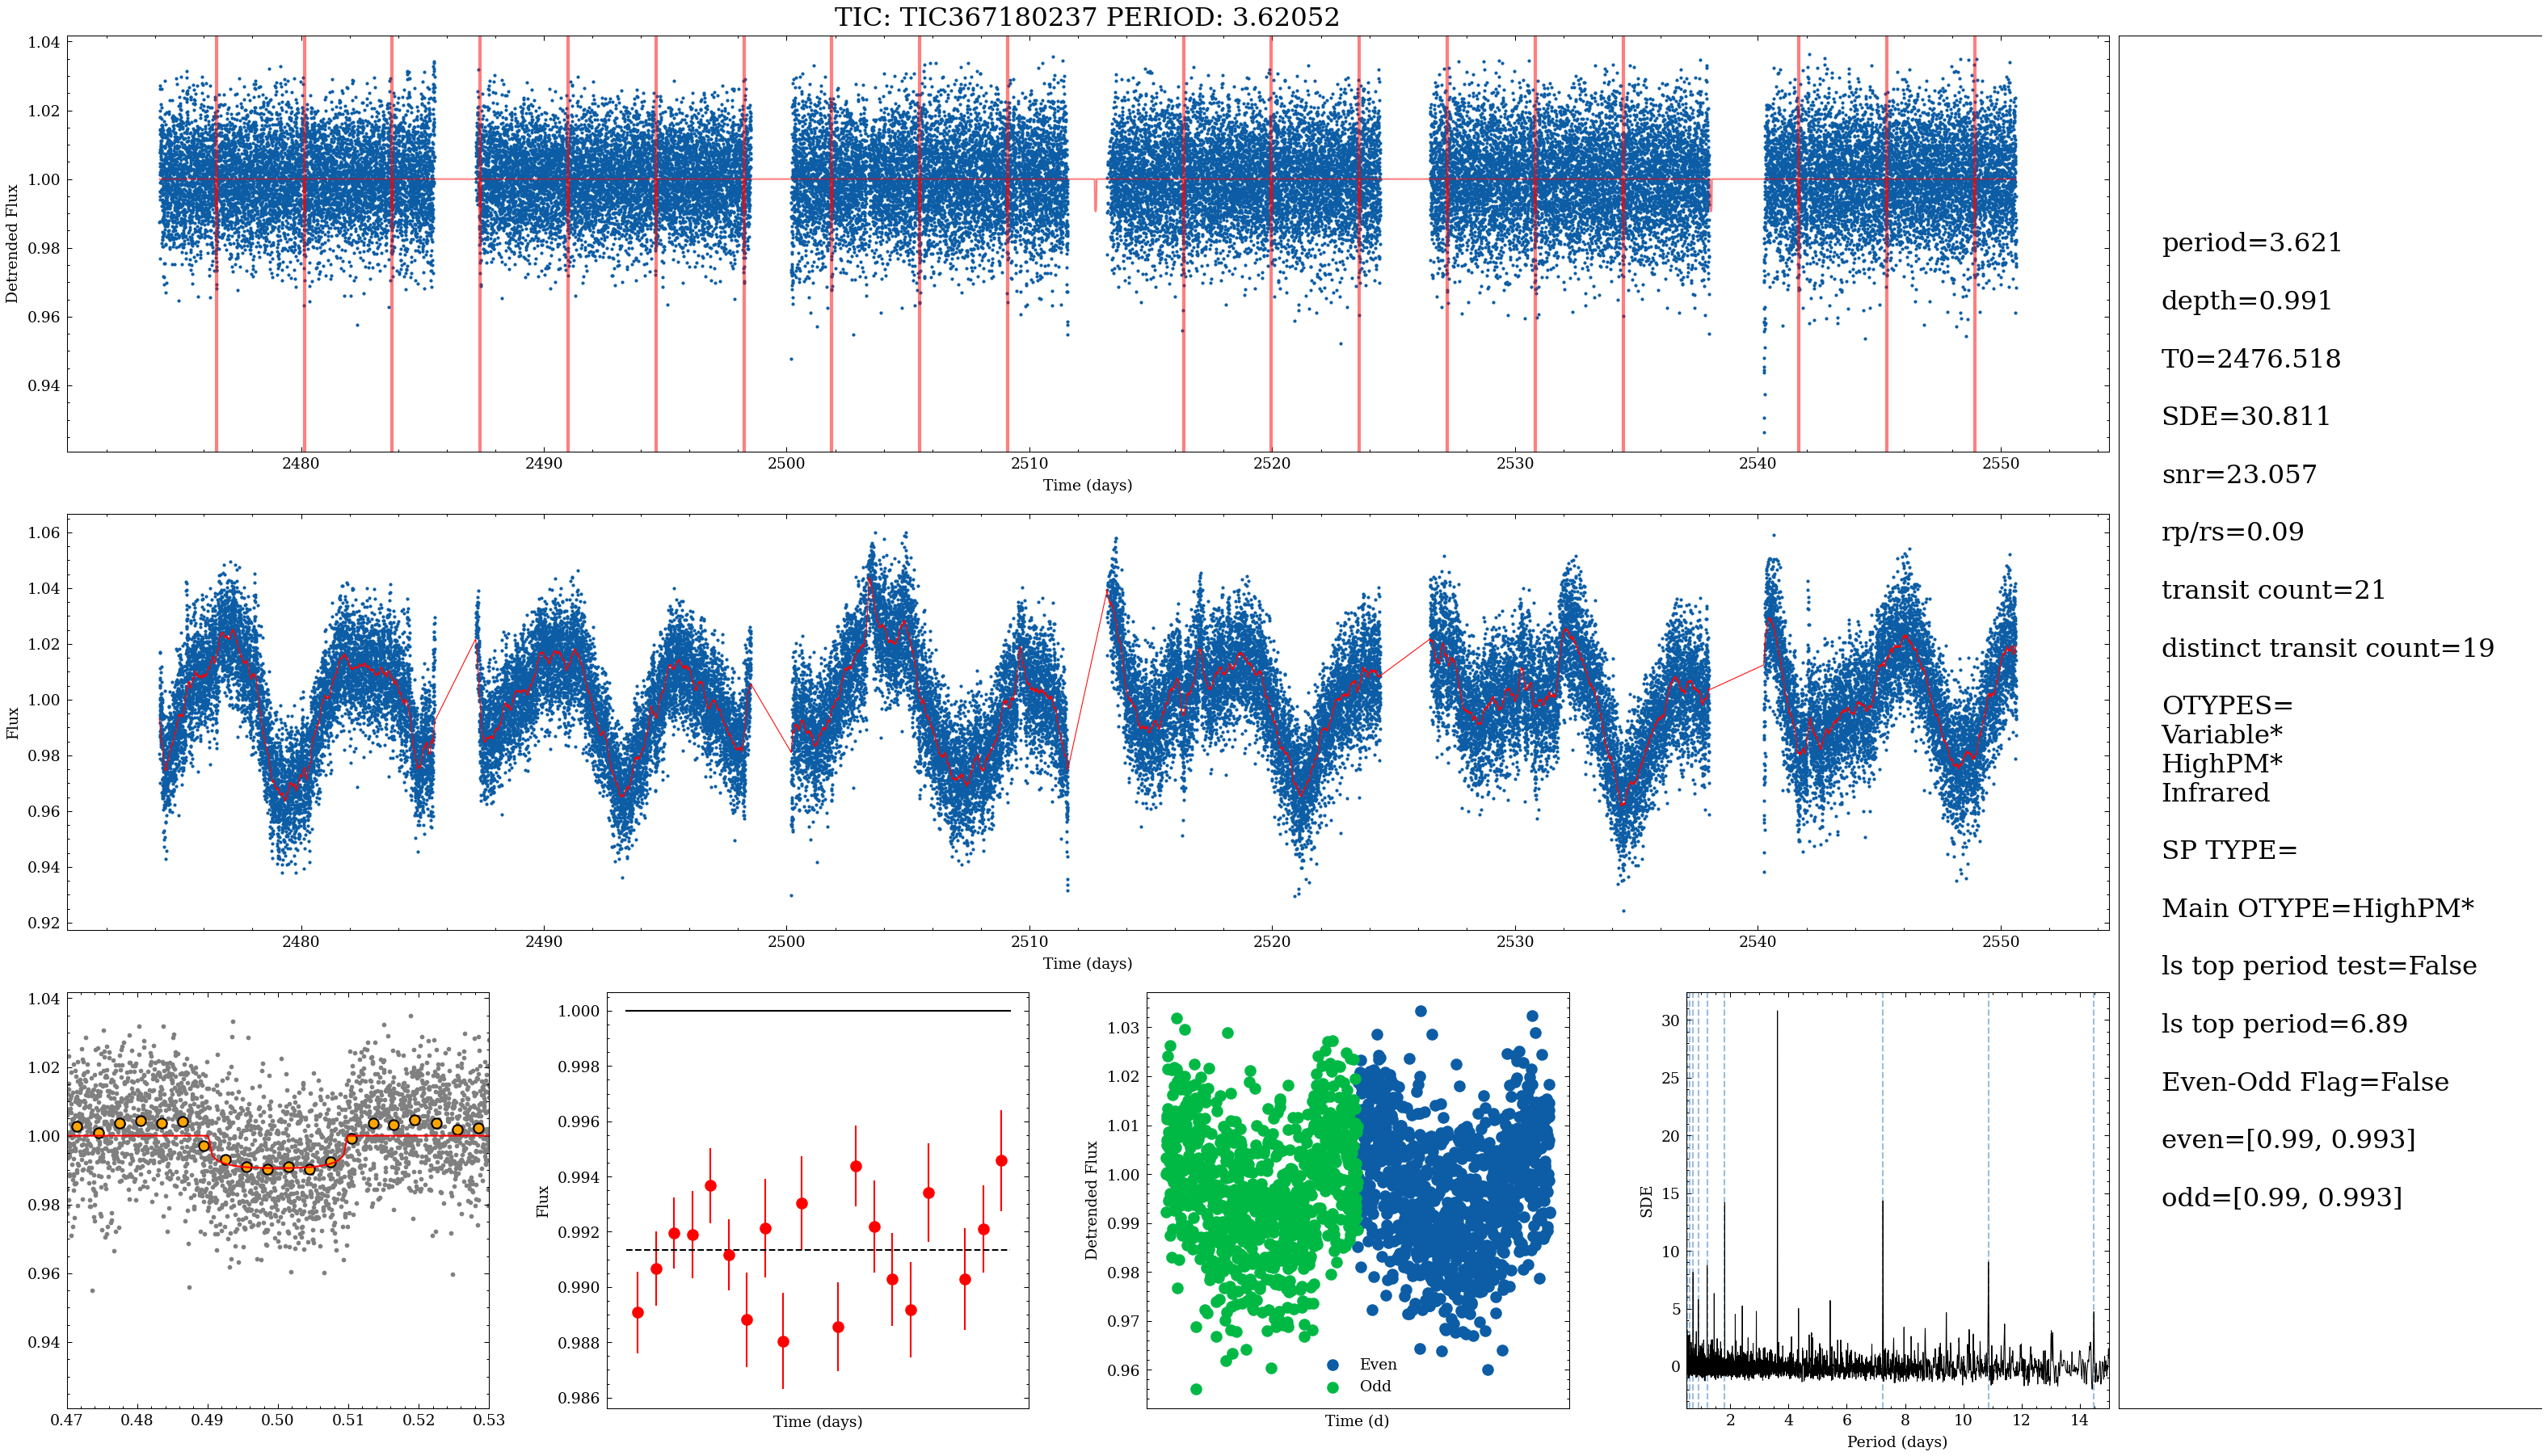 TIC: TIC367180237 PERIOD: 3.62052
1.04
1.02
1.00
0.98
0.96
0.94
Detrended Flux
2480
2490
2500
2510
2520
2530
2540
2550
Time (days)
1.06
1.04
1.02
1.00
0.98
0.96
0.94
0.92
Flux
2480
2490
2500
2510
2520
2530
2540
2550
Time (days)
1.04
1.02
1.00
0.98
0.96
0.94
0.47
0.48
0.49
0.50
0.51
0.52
0.53
1.000
0.998
0.996
0.994
0.992
0.990
0.988
0.986
Flux
Time (days)
1.03
1.02
1.01
1.00
0.99
0.98
0.97
0.96
Detrended Flux
Even
Odd
Time (d)
30
25
20
15
10
5
0
SDE
2
4
6
8
10
12
14
Period (days)
period=3.621
depth=0.991
T0=2476.518
SDE=30.811
snr=23.057
rp/rs=0.09
transit count=21
distinct transit count=19
OTYPES=
Variable*
HighPM*
Infrared
SP TYPE=
Main OTYPE=HighPM*
ls top period test=False
ls top period=6.89
Even-Odd Flag=False
even=[0.99, 0.993]
odd=[0.99, 0.993]